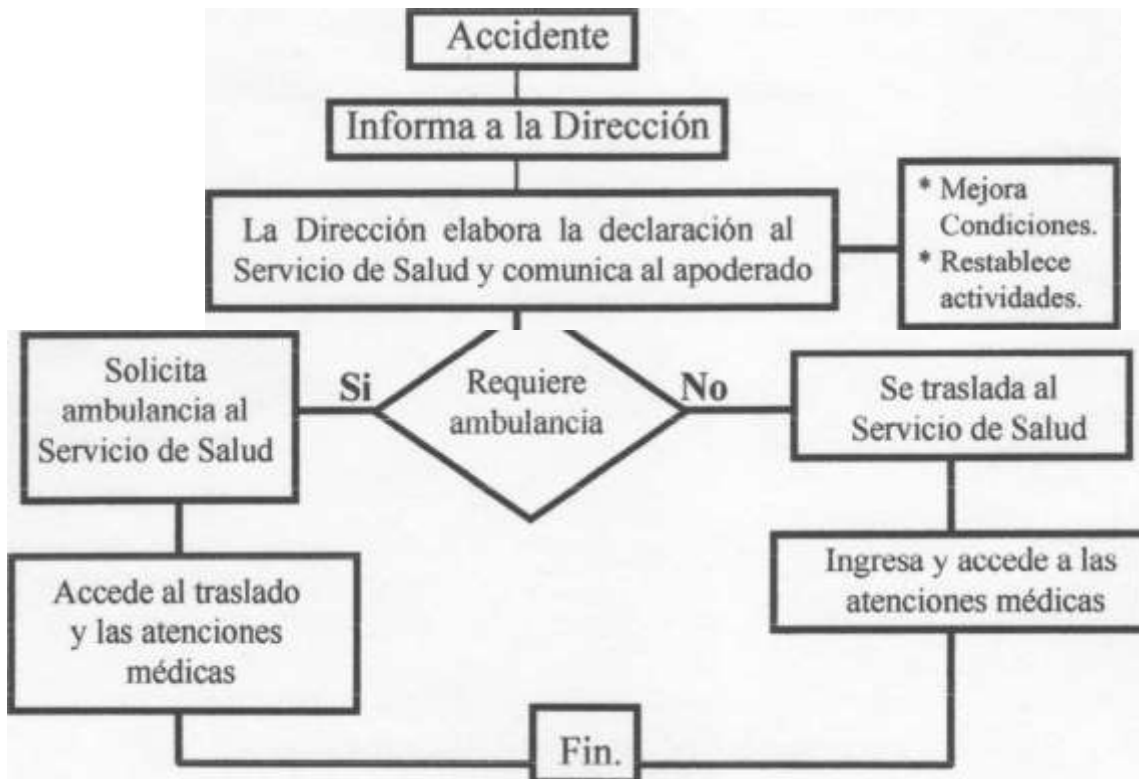 Accidente
Informa a la Dirección
La Dirección elabora la declaración al
Servicio de Salud y comunica al apoderado
* Mejora
Condiciones.
* Restablece
actividades.
Solicita
ambulancia al
Servicio de Salud
Si
Requiere
ambulancia
No
Se traslada al
Servicio de Salud
Accede al traslado
y las atenciones
médicas
Ingresa y accede a las
atenciones médicas
Fin.